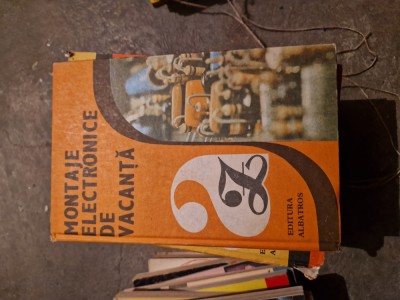 MONTAJE
ELECTRONICE
DE
VACANȚĂ
EDITURA
ALBATROS